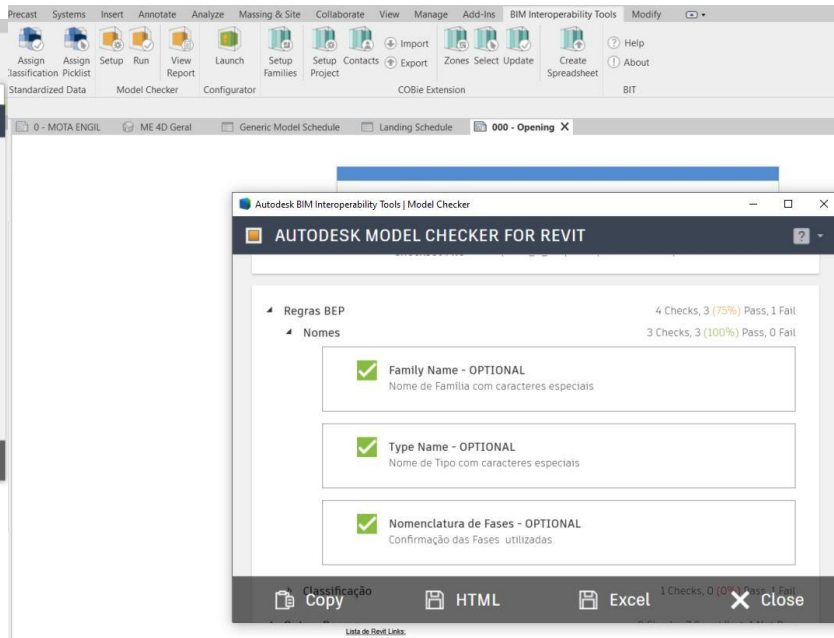 Precast Systems Insert Annotate Analyze Massing & Site Collaborate View Manage Add-Ins BIM Interoperability Tools Modify
Assign Classification
Assign Picklist
Setup
Run
View Report
Launch
Setup Families
Setup Project
Contacts
Import
Export
Zones
Select
Update
Create Spreadsheet
Help
About
Standardized Data
Model Checker
Configurator
COBie Extension
BIT
0 - MOTA ENGIL
ME 4D Geral
Generic Model Schedule
Landing Schedule
000 - Opening X
Autodesk BIM Interoperability Tools | Model Checker
AUTODESK MODEL CHECKER FOR REVIT
?
Regras BEP 4 Checks, 3 (75%) Pass, 1 Fail
Nomes 3 Checks, 3 (100%) Pass, 0 Fail
Family Name - OPTIONAL
Nome de Família com caracteres especiais
Type Name - OPTIONAL
Nome de Tipo com caracteres especiais
Nomenclatura de Fases - OPTIONAL
Confirmação das Fases utilizadas
Classificação 1 Checks, 0 (0%) Pass, 1 Fail
Copy HTML Excel Close
Lista de Revit Links: